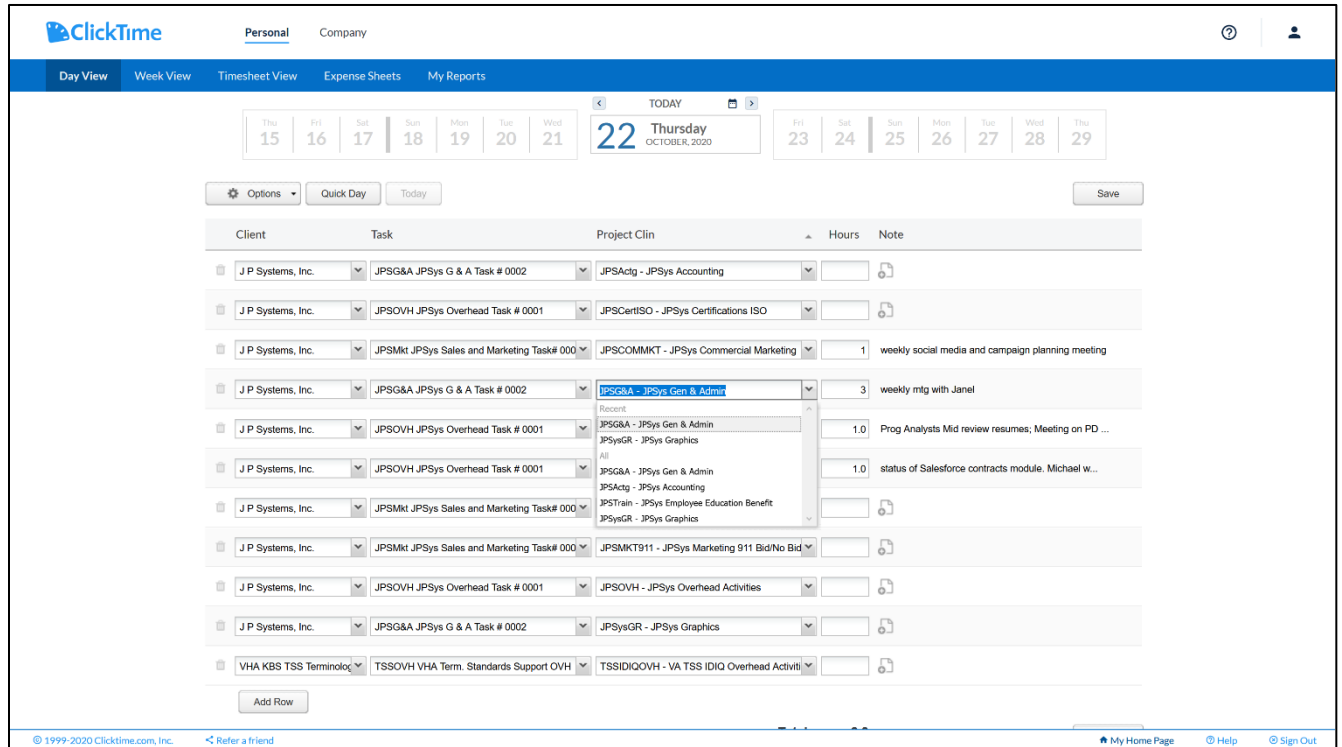 ClickTime Personal Company
Day View Week View Timesheet View Expense Sheets My Reports
TODAY
Thu 15 Fri 16 Sat 17 Sun 18 Mon 19 Tue 20 Wed 21 22 Thursday OCTOBER, 2020 Fri 23 Sat 24 Sun 25 Mon 26 Tue 27 Wed 28 Thu 29
Options Quick Day Today Save
Client Task Project Clin Hours Note
J P Systems, Inc. JPSG&A JPSys G & A Task # 0002 JPSActg - JPSys Accounting
J P Systems, Inc. JPSOVH JPSys Overhead Task # 0001 JPSCertISO - JPSys Certifications ISO
J P Systems, Inc. JPSMkt JPSys Sales and Marketing Task# 000 JPSCOMMKT - JPSys Commercial Marketing 1 weekly social media and campaign planning meeting
J P Systems, Inc. JPSG&A JPSys G & A Task # 0002 JPSG&A - JPSys Gen & Admin 3 weekly mtg with Janel
Recent
JPSG&A - JPSys Gen & Admin
J P Systems, Inc. JPSOVH JPSys Overhead Task # 0001 1.0 Prog Analysts Mid review resumes; Meeting on PD ...
JPSysGR - JPSys Graphics
All
J P Systems, Inc. JPSOVH JPSys Overhead Task # 0001 1.0 status of Salesforce contracts module. Michael w...
JPSG&A - JPSys Gen & Admin
JPSActg - JPSys Accounting
JPSTrain - JPSys Employee Education Benefit
J P Systems, Inc. JPSMkt JPSys Sales and Marketing Task# 000
JPSysGR - JPSys Graphics
J P Systems, Inc. JPSMkt JPSys Sales and Marketing Task# 000 JPSMKT911 - JPSys Marketing 911 Bid/No Bid
J P Systems, Inc. JPSOVH JPSys Overhead Task # 0001 JPSOVH - JPSys Overhead Activities
J P Systems, Inc. JPSG&A JPSys G & A Task # 0002 JPSysGR - JPSys Graphics
VHA KBS TSS Terminolog TSSOVH VHA Term. Standards Support OVH TSSIDIQOVH - VA TSS IDIQ Overhead Activiti
Add Row
© 1999-2020 Clicktime.com, Inc. Refer a friend My Home Page Help Sign Out